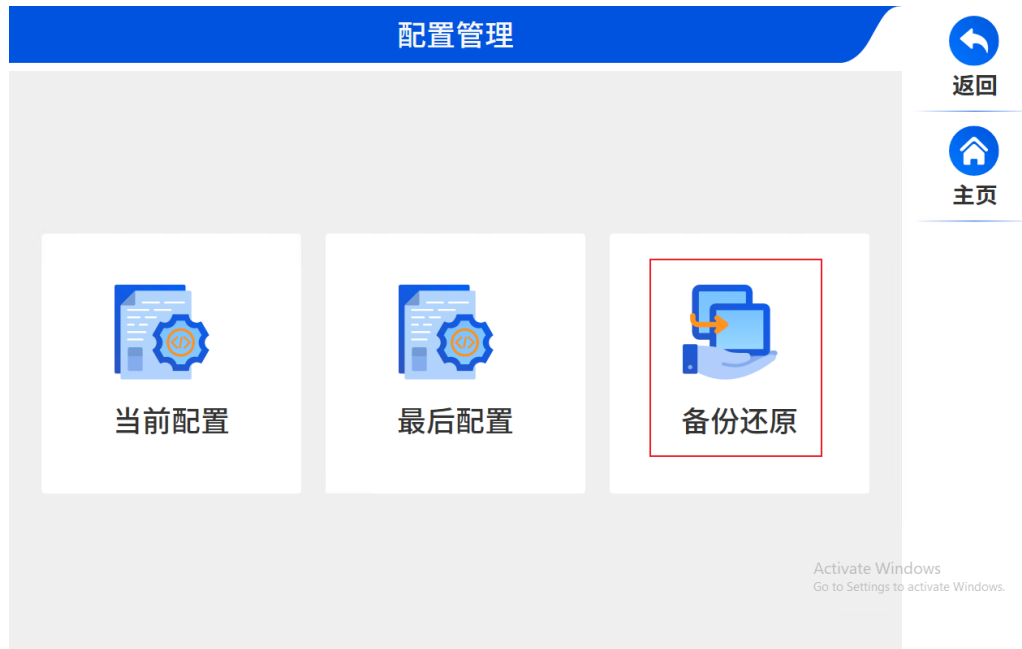 配置管理
返回
主页
当前配置
最后配置
备份还原
Activate Windows
Go to Settings to activate Windows.